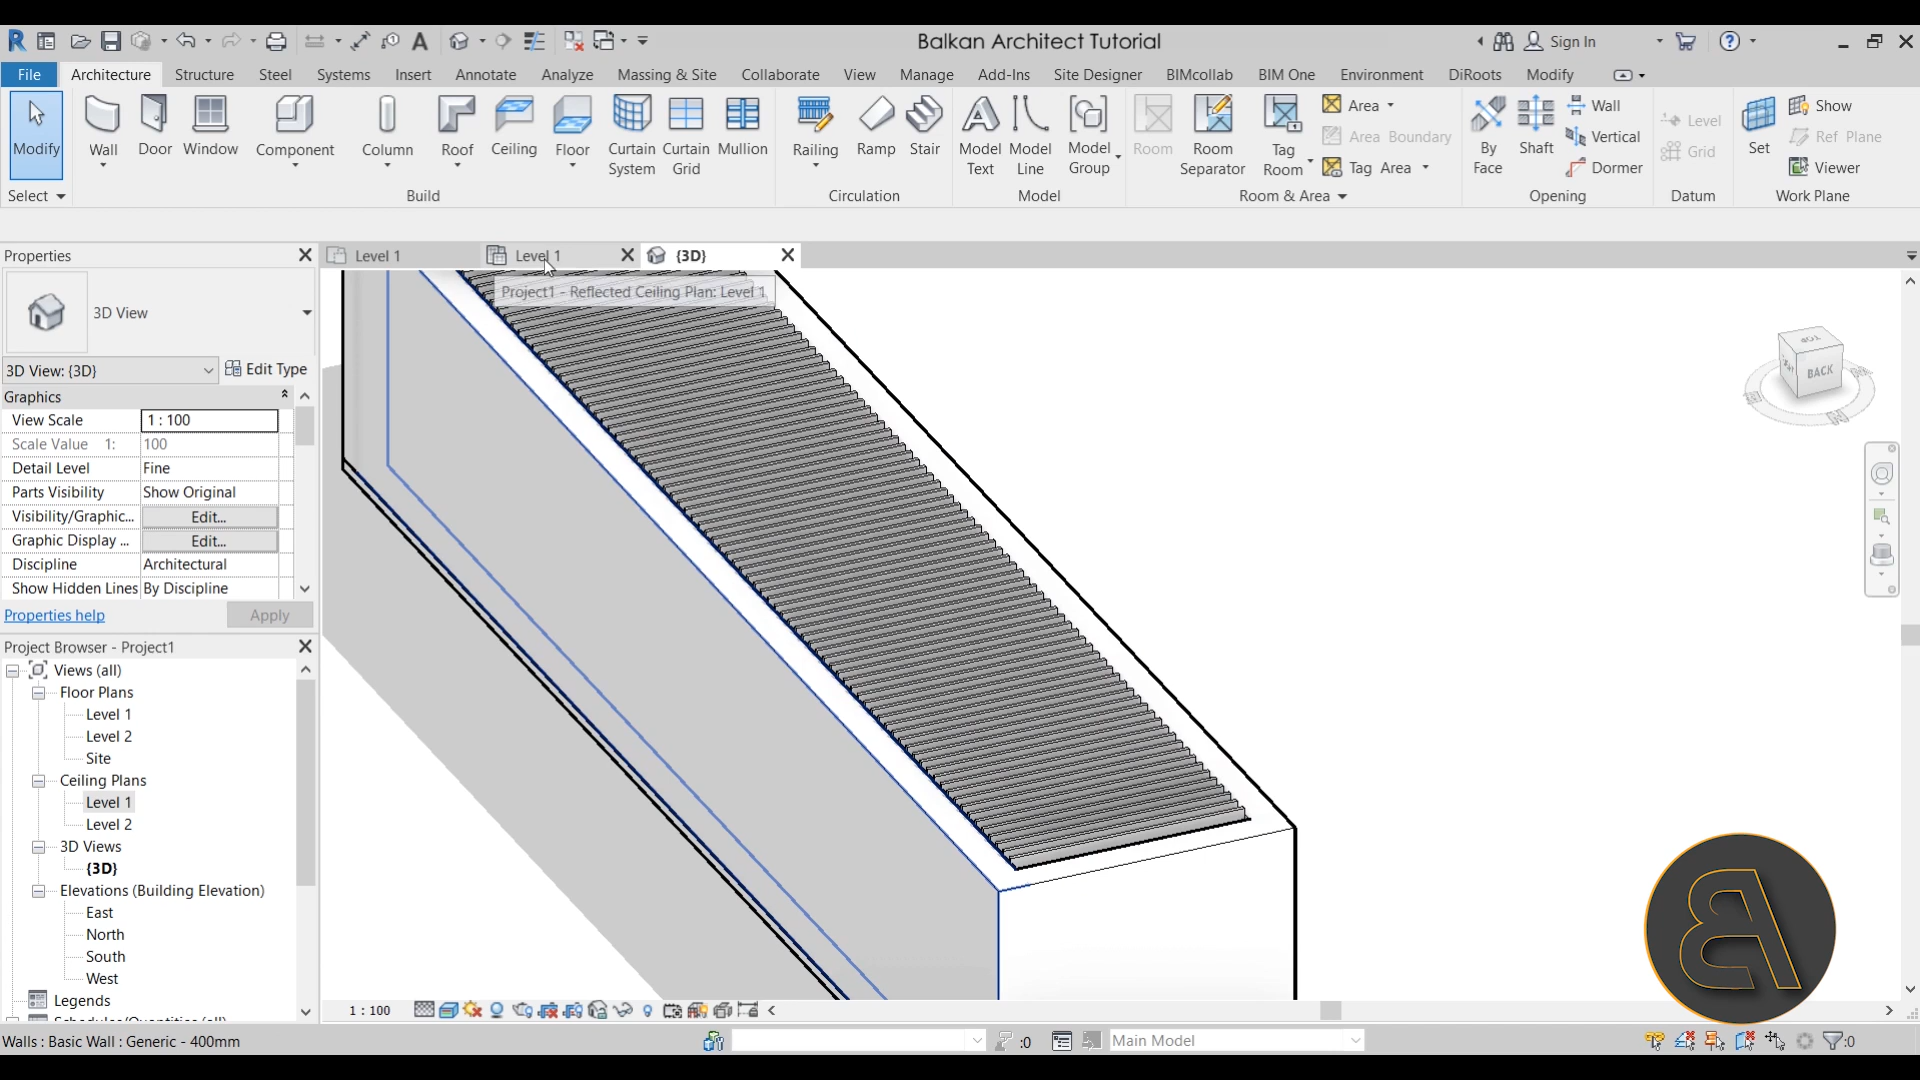 Balkan Architect Tutorial
Sign In
File Architecture Structure Steel Systems Insert Annotate Analyze Massing & Site Collaborate View Manage Add-Ins Site Designer BIMcollab BIM One Environment DiRoots Modify
Modify
Wall
Door
Window
Component
Column
Roof
Ceiling
Floor
Curtain System
Curtain Grid
Mullion
Railing
Ramp
Stair
Model Text
Model Line
Model Group
Room
Room Separator
Tag Room
Area
Area Boundary
Tag Area
By Face
Shaft
Wall
Vertical
Dormer
Level
Grid
Set
Show
Ref Plane
Viewer
Select Build Circulation Model Room & Area Opening Datum Work Plane
Properties
Level 1 Level 1 {3D}
Project1 - Reflected Ceiling Plan: Level 1
3D View
3D View: {3D} Edit Type
Graphics
View Scale 1 : 100
Scale Value 1: 100
Detail Level Fine
Parts Visibility Show Original
Visibility/Graphic... Edit...
Graphic Display ... Edit...
Discipline Architectural
Show Hidden Lines By Discipline
Properties help Apply
Project Browser - Project1
Views (all)
Floor Plans
Level 1
Level 2
Site
Ceiling Plans
Level 1
Level 2
3D Views
{3D}
Elevations (Building Elevation)
East
North
South
West
Legends
TOP
BACK
1 : 100
Walls : Basic Wall : Generic - 400mm
:0
Main Model
:0